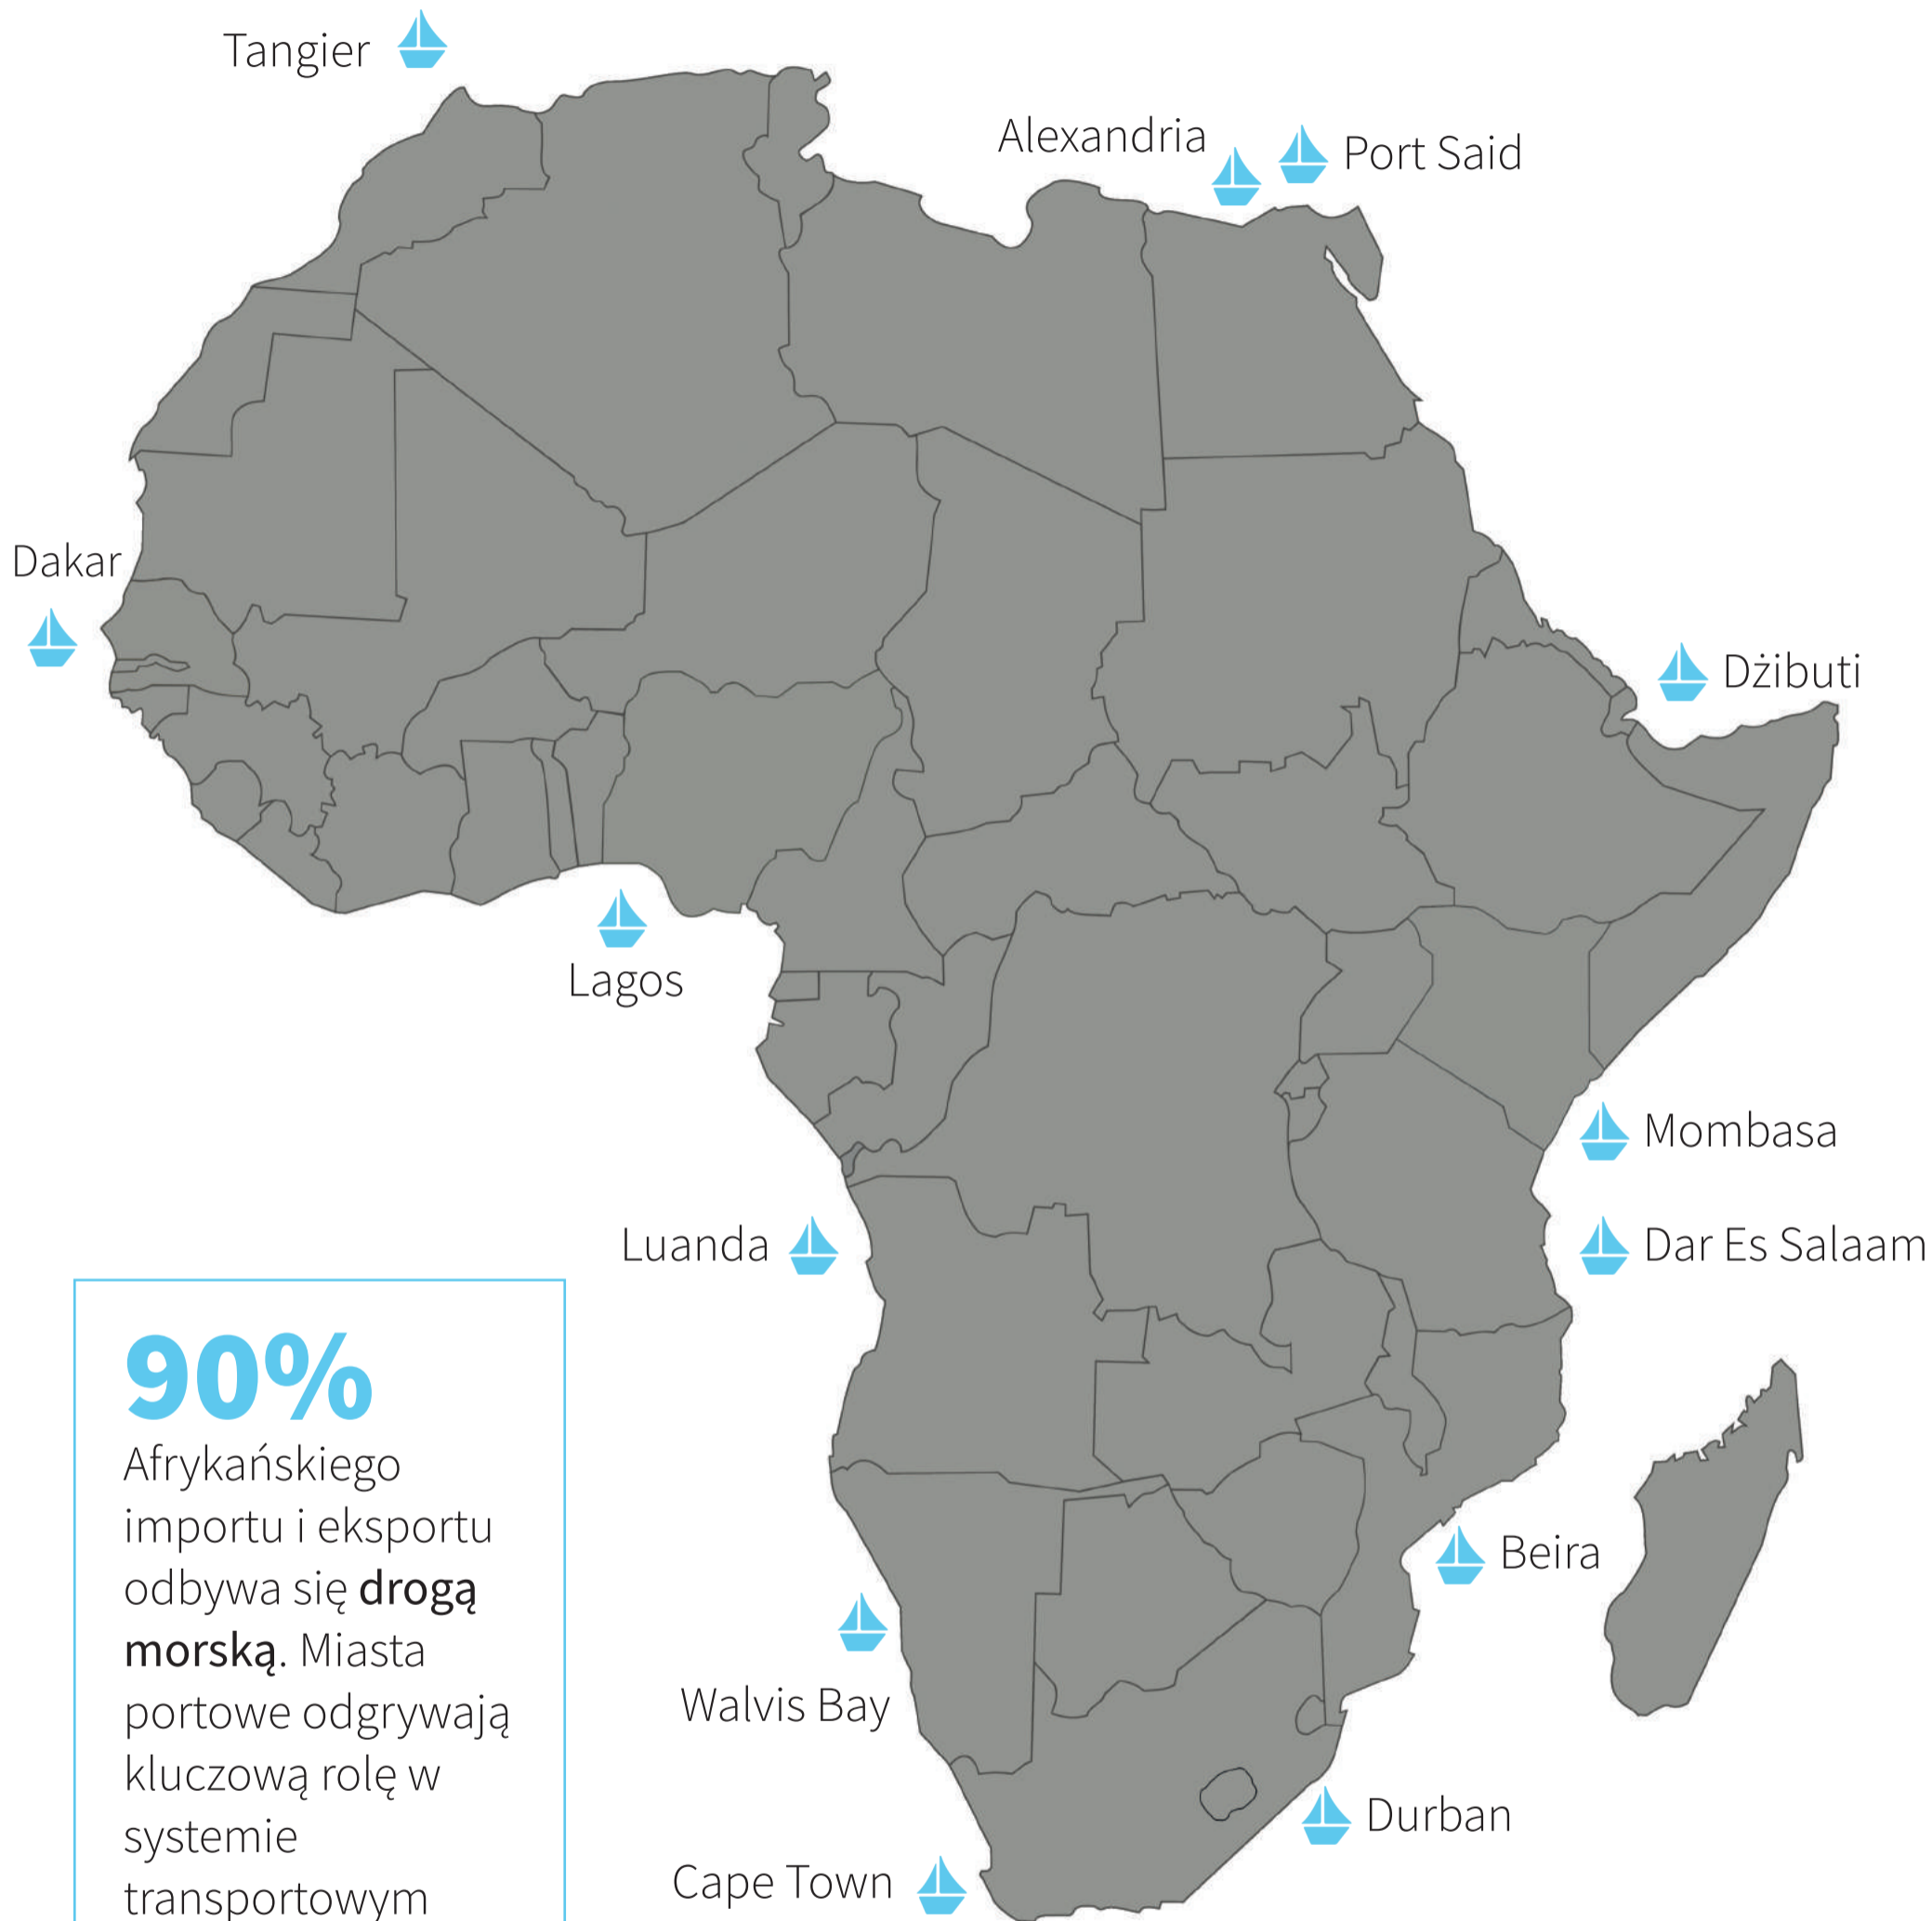 Tangier
Alexandria
Port Said
Dakar
Dżibuti
Lagos
Mombasa
Luanda
Dar Es Salaam
90%
Afrykańskiego
importu i eksportu
odbywa się drogą
morską. Miasta
portowe odgrywają
kluczową rolę w
systemie
transportowym
Beira
Walvis Bay
Durban
Cape Town